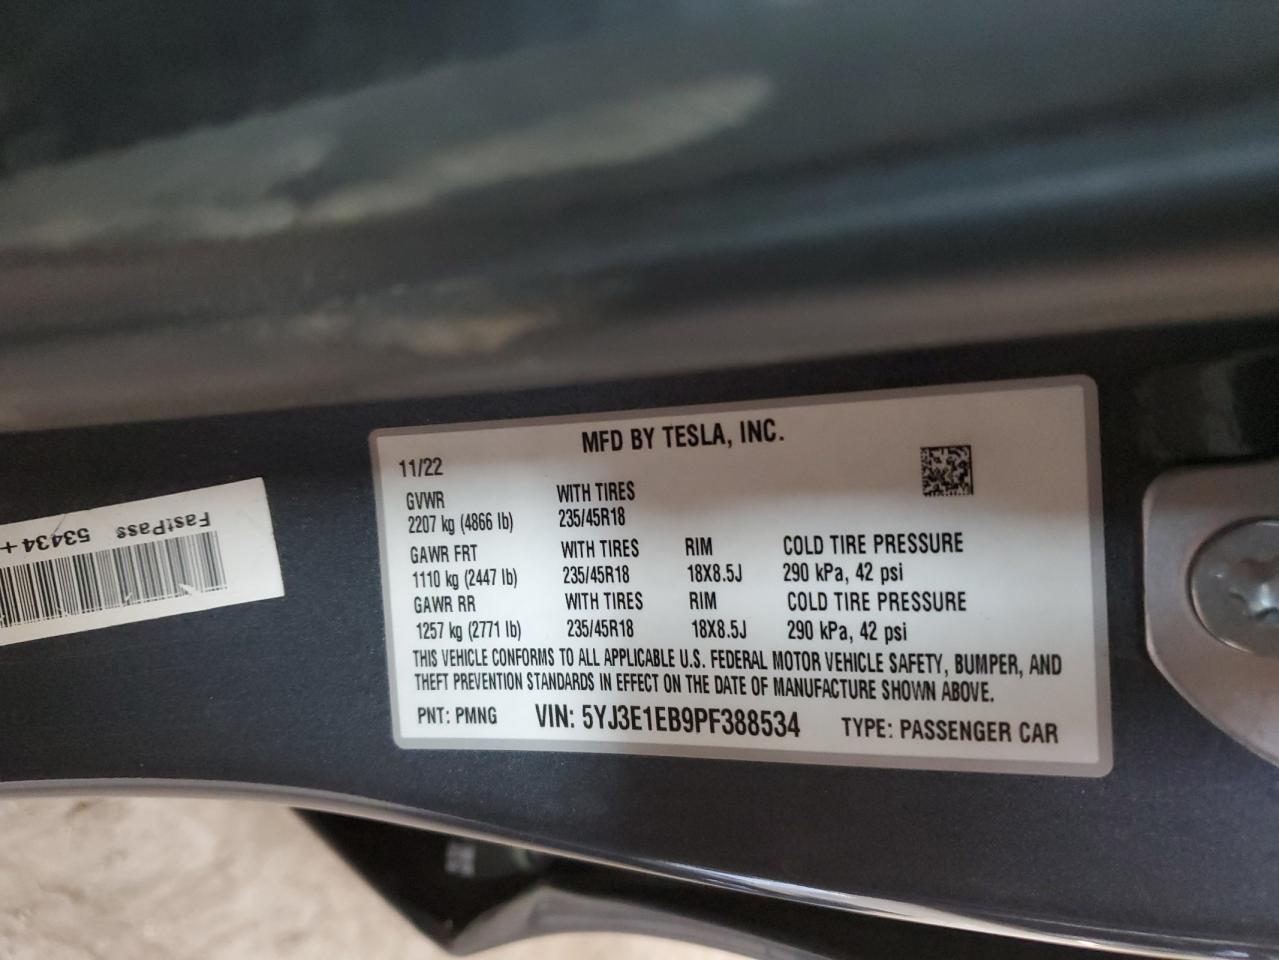 MFD BY TESLA, INC.
11/22
GVWR WITH TIRES
2207 kg (4866 lb) 235/45R18
GAWR FRT WITH TIRES RIM COLD TIRE PRESSURE
1110 kg (2447 lb) 235/45R18 18X8.5J 290 kPa, 42 psi
GAWR RR WITH TIRES RIM COLD TIRE PRESSURE
1257 kg (2771 lb) 235/45R18 18X8.5J 290 kPa, 42 psi
THIS VEHICLE CONFORMS TO ALL APPLICABLE U.S. FEDERAL MOTOR VEHICLE SAFETY, BUMPER, AND
THEFT PREVENTION STANDARDS IN EFFECT ON THE DATE OF MANUFACTURE SHOWN ABOVE.
PNT: PMNG VIN: 5YJ3E1EB9PF388534 TYPE: PASSENGER CAR
FastPass 53434+